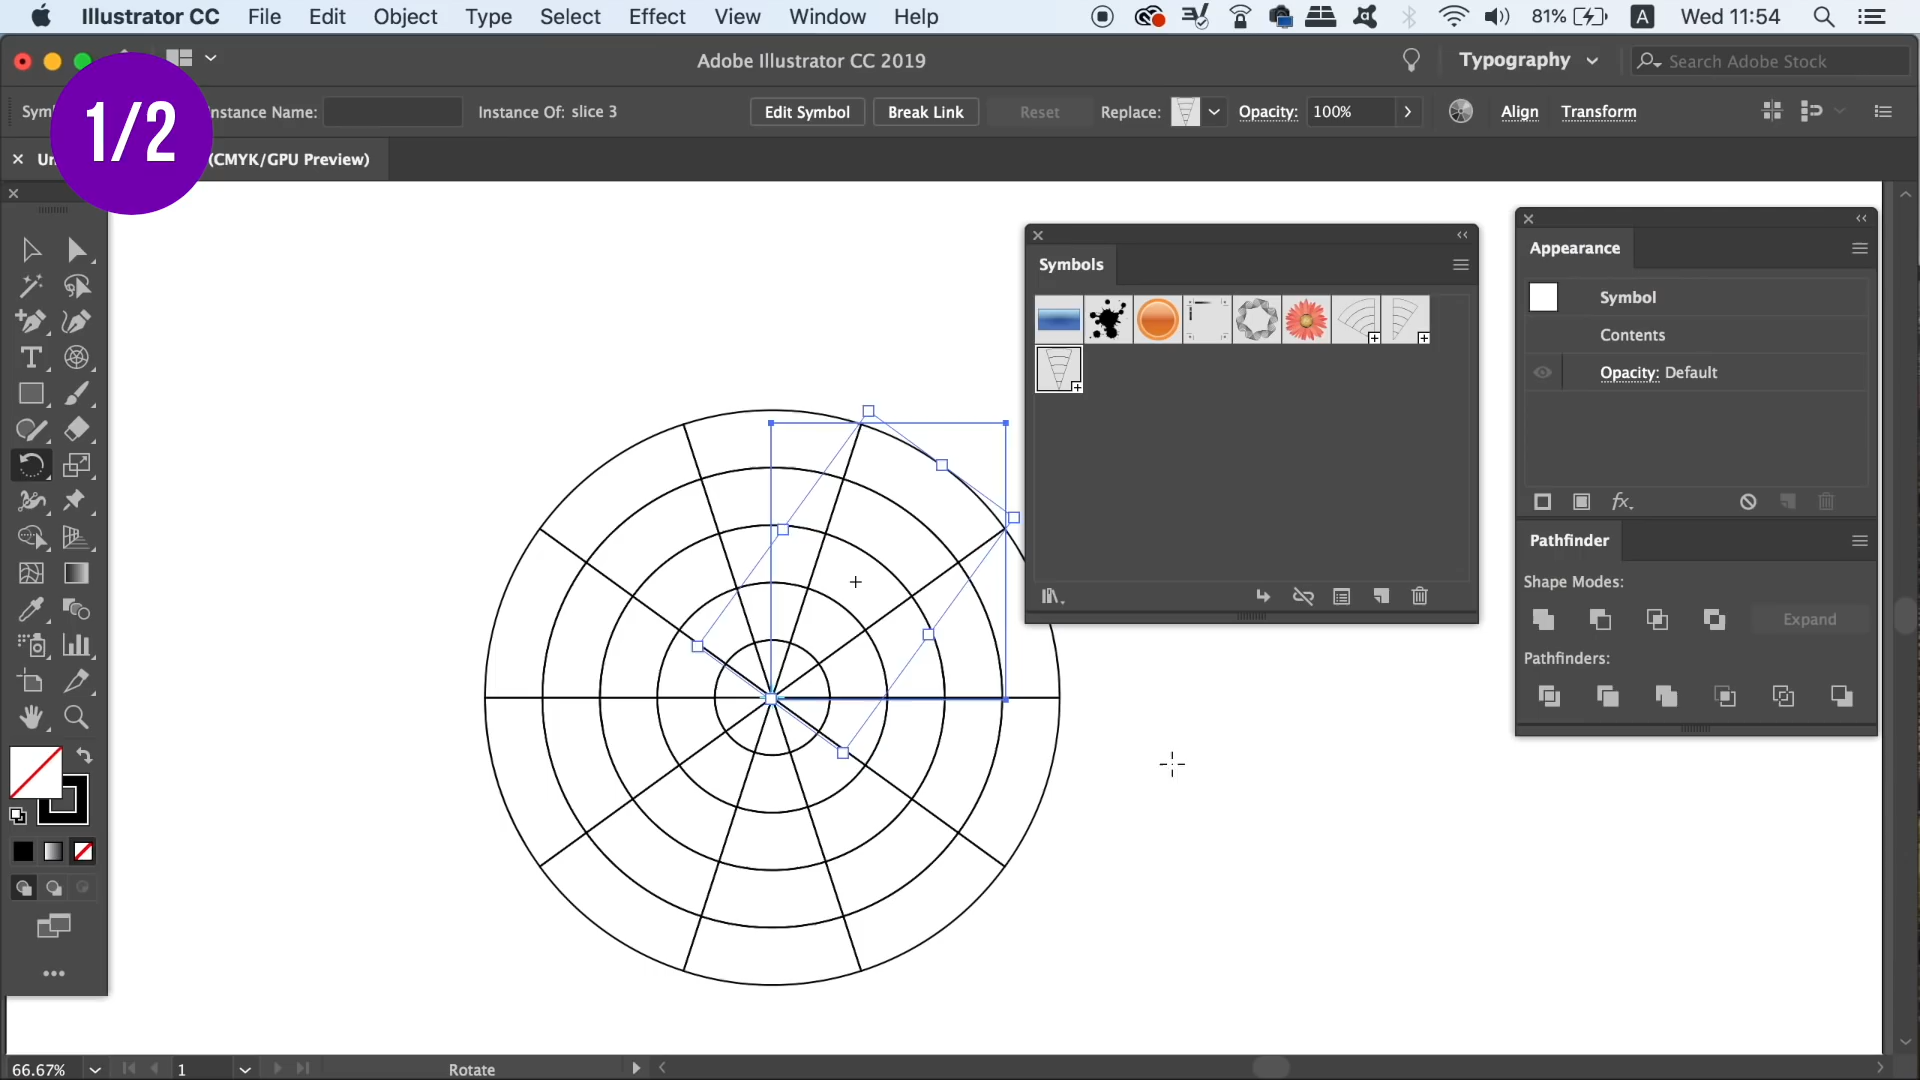 Illustrator CC File Edit Object Type Select Effect View Window Help 81% A Wed 11:54
Adobe Illustrator CC 2019 Typography Search Adobe Stock
1/2
Instance Name: Instance Of: slice 3 Edit Symbol Break Link Reset Replace: Opacity: 100% Align Transform
(CMYK/GPU Preview)
Symbols
Appearance
Symbol
Contents
Opacity: Default
fx
Pathfinder
Shape Modes:
Expand
Pathfinders:
66.67% 1 Rotate